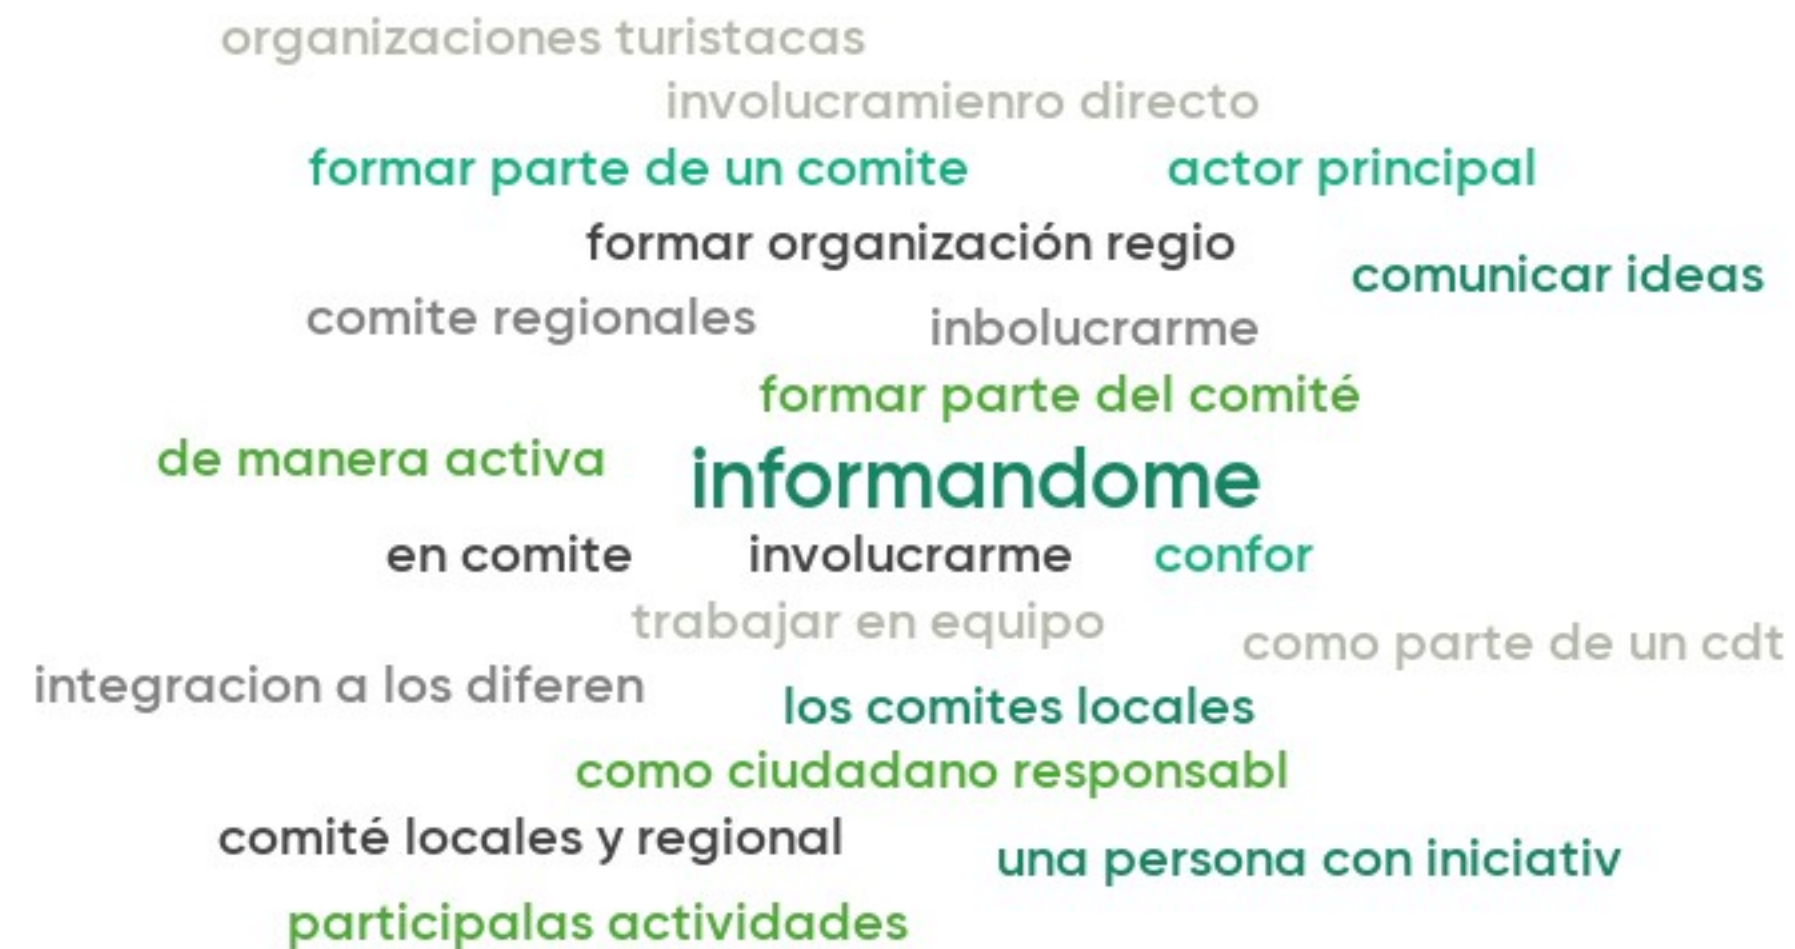 organizaciones turistacas
involucramienro directo
formar parte de un comite
actor principal
formar organización regio
comunicar ideas
comite regionales
inbolucrarme
formar parte del comité
de manera activa
informandome
en comite
involucrarme
confor
trabajar en equipo
como parte de un cdt
integracion a los diferen
los comites locales
como ciudadano responsabl
comité locales y regional
una persona con iniciativ
participalas actividades